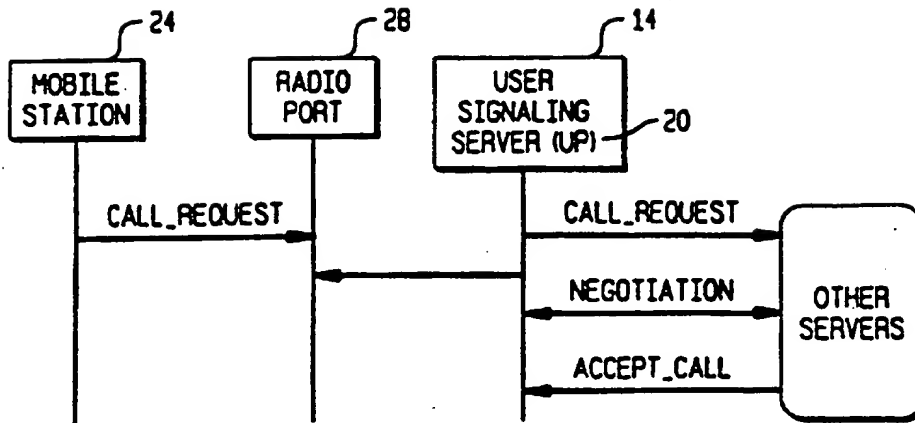 24
28
14
MOBILE
STATION
RADIO
PORT
USER
SIGNALING
SERVER (UP)
20
CALL_REQUEST
CALL_REQUEST
NEGOTIATION
ACCEPT_CALL
OTHER
SERVERS